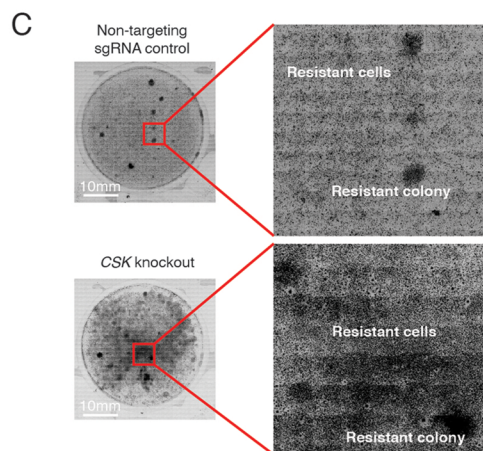 C
Non-targeting
sgRNA control
Resistant cells
10mm
Resistant colony
CSK knockout
Resistant cells
10mm
Resistant colony